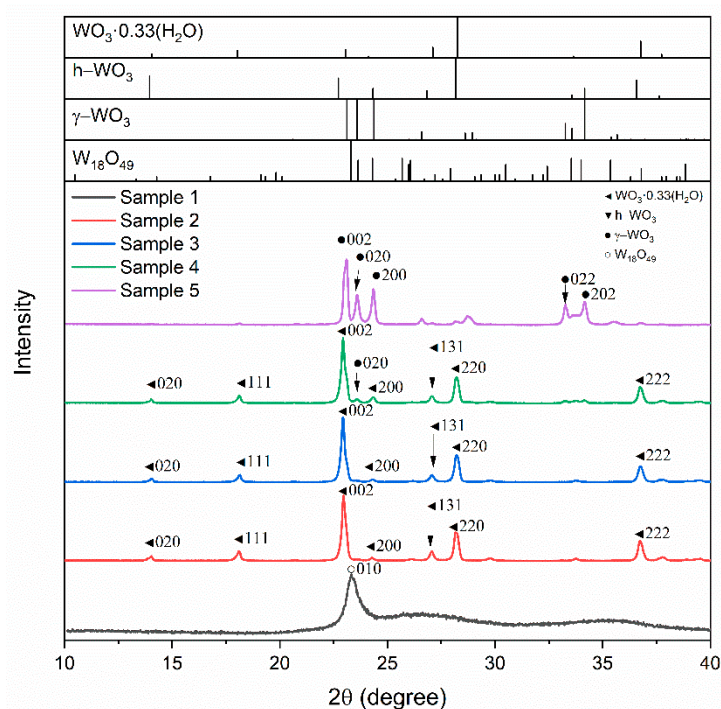 WO₃·0.33(H₂O)
h–WO₃
γ–WO₃
W₁₈O₄₉
Sample 1
Sample 2
Sample 3
Sample 4
Sample 5
◄ WO₃·0.33(H₂O)
▼ h–WO₃
● γ–WO₃
○ W₁₈O₄₉
●002
●020
●200
●022
●202
◄002
◄020
◄111
●020
◄200
◄131
◄220
◄222
◄002
◄020
◄111
◄200
◄131
◄220
◄222
◄002
◄020
◄111
◄200
◄131
◄220
◄222
○010
Intensity
10 15 20 25 30 35 40
2θ (degree)